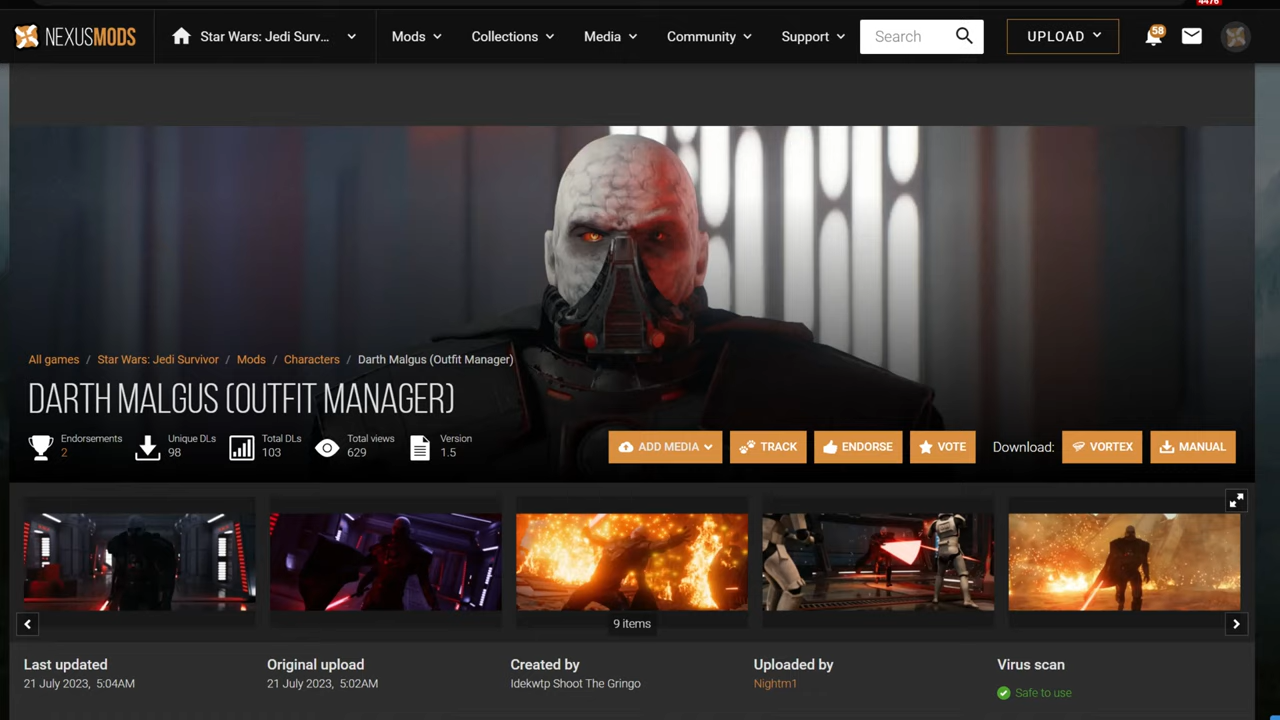 4476
NEXUSMODS
Star Wars: Jedi Surv...
Mods
Collections
Media
Community
Support
Search
UPLOAD
58
All games / Star Wars: Jedi Survivor / Mods / Characters / Darth Malgus (Outfit Manager)
DARTH MALGUS (OUTFIT MANAGER)
Endorsements
2
Unique DLs
98
Total DLs
103
Total views
629
Version
1.5
ADD MEDIA
TRACK
ENDORSE
VOTE
Download:
VORTEX
MANUAL
9 items
Last updated
21 July 2023, 5:04AM
Original upload
21 July 2023, 5:02AM
Created by
Idekwtp Shoot The Gringo
Uploaded by
Nightm1
Virus scan
Safe to use